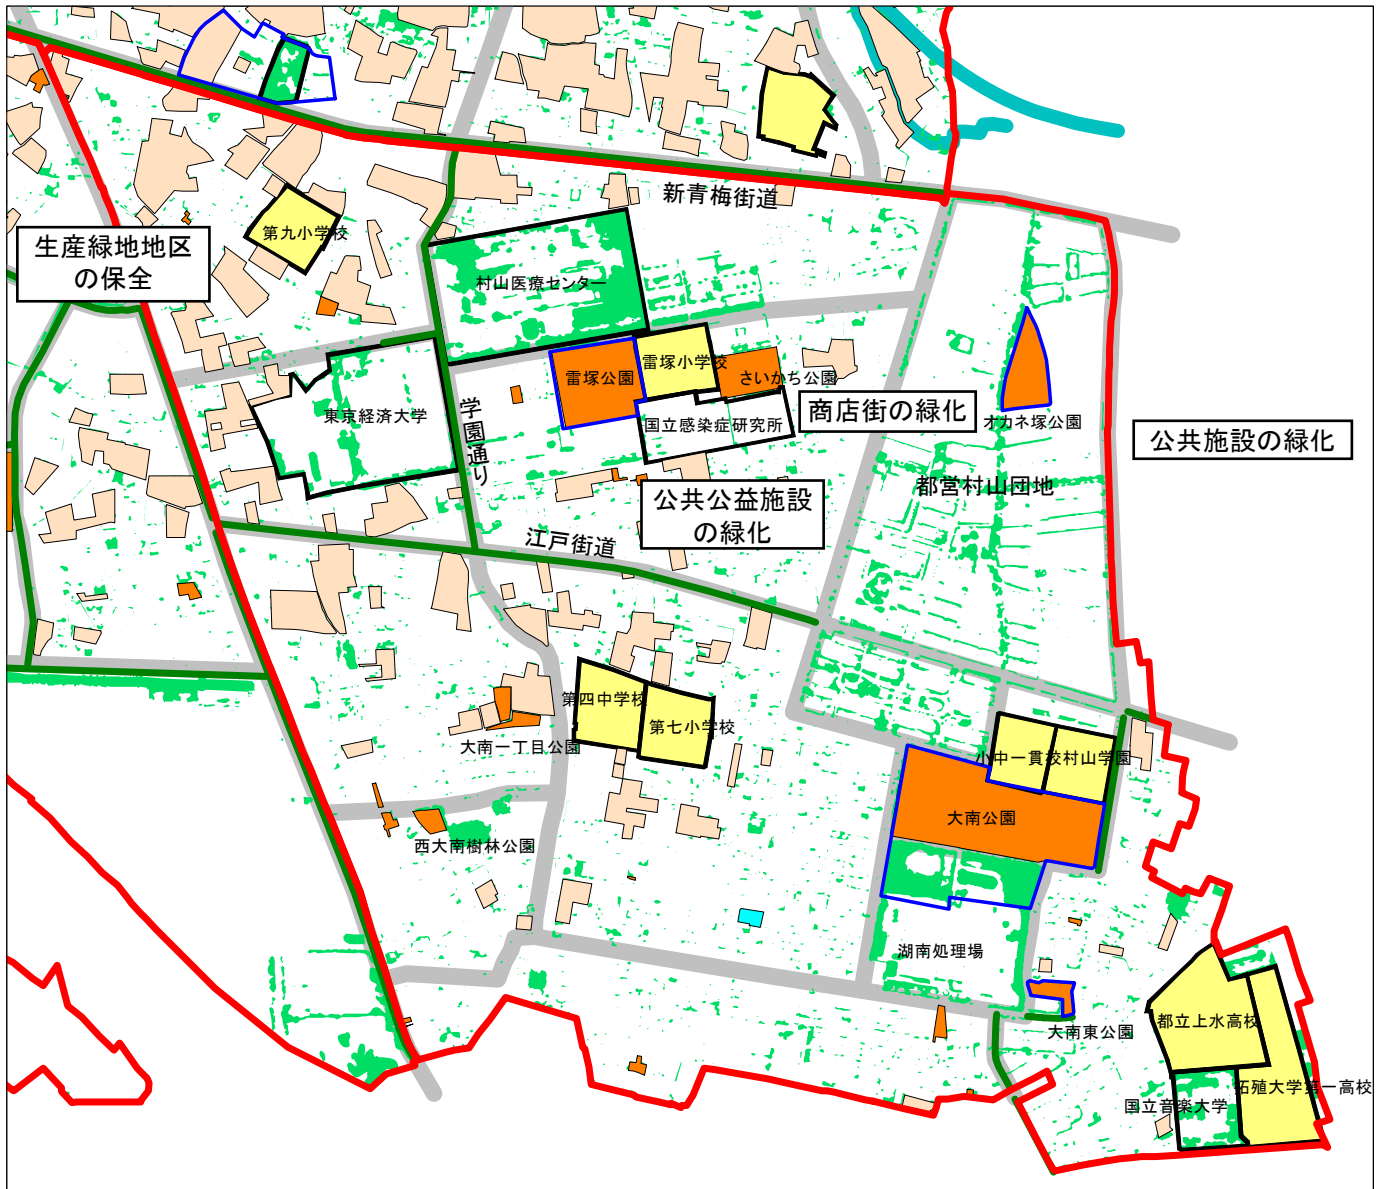 新青梅街道
第九小学校
生産緑地地区
の保全
村山医療センター
雷塚小学校
雷塚公園
さいかち公園
東京経済大学
学園通り
国立感染症研究所
商店街の緑化
オカネ塚公園
公共施設の緑化
都営村山団地
公共公益施設
の緑化
江戸街道
第四中学校
第七小学校
大南一丁目公園
小中一貫校村山学園
大南公園
西大南樹林公園
湖南処理場
都立上水高校
大南東公園
拓殖大学第一高校
国立音楽大学